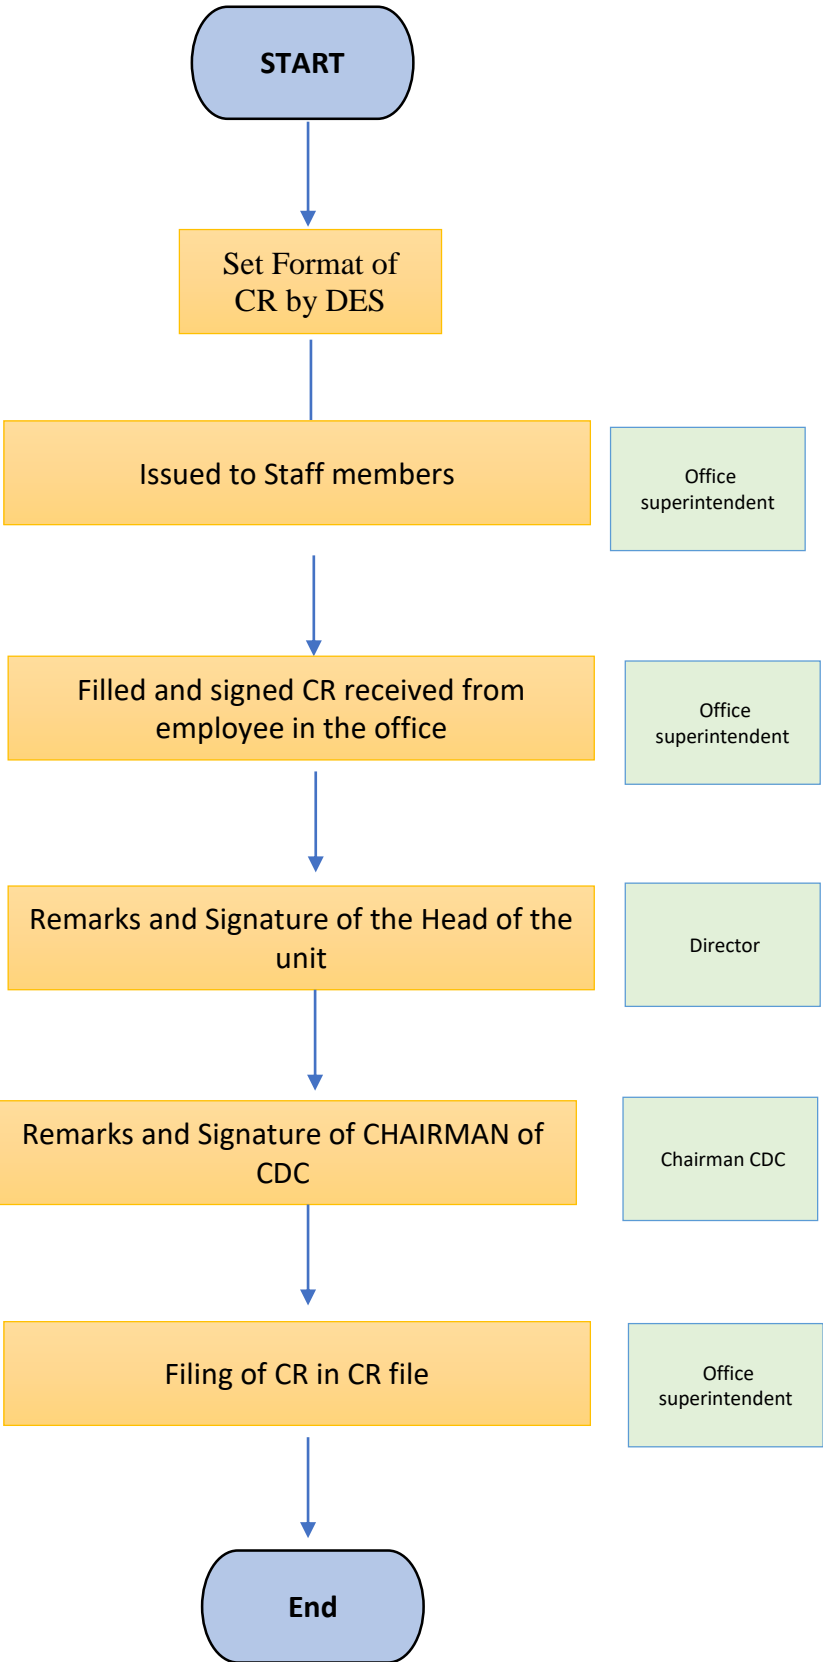 START
Set Format of
CR by DES
Issued to Staff members
Office
superintendent
Filled and signed CR received from
employee in the office
Office
superintendent
Remarks and Signature of the Head of the
unit
Director
Remarks and Signature of CHAIRMAN of
CDC
Chairman CDC
Filing of CR in CR file
Office
superintendent
End